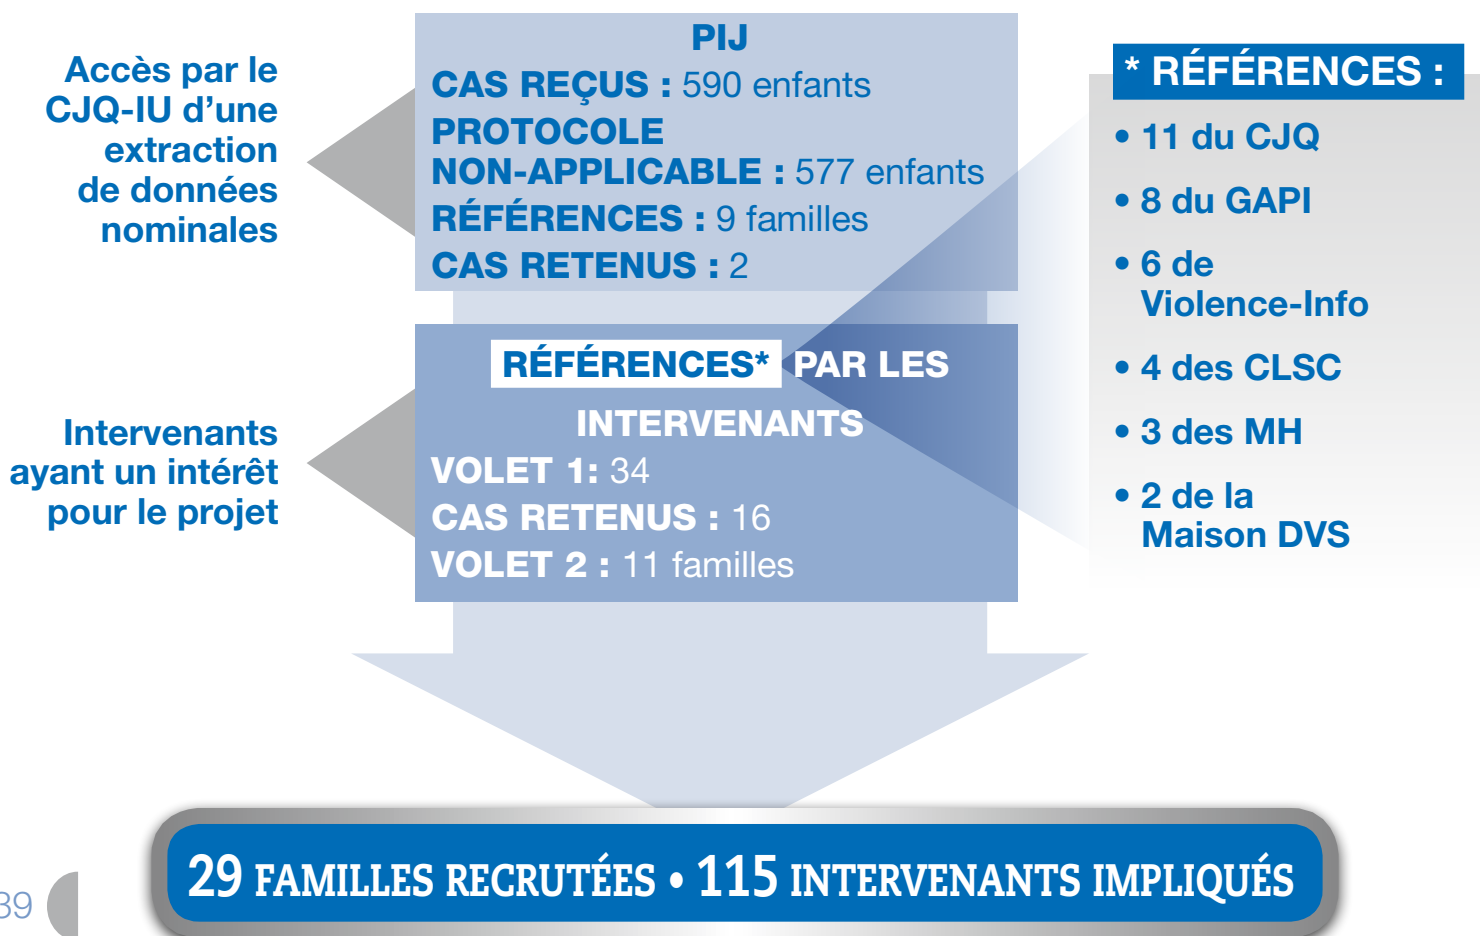 Accès par le
CJQ-IU d’une
extraction
de données
nominales
PIJ
CAS REÇUS : 590 enfants
PROTOCOLE
NON-APPLICABLE : 577 enfants
RÉFÉRENCES : 9 familles
CAS RETENUS : 2
Intervenants
ayant un intérêt
pour le projet
RÉFÉRENCES* PAR LES
INTERVENANTS
VOLET 1: 34
CAS RETENUS : 16
VOLET 2 : 11 familles
* RÉFÉRENCES :
• 11 du CJQ
• 8 du GAPI
• 6 de
Violence-Info
• 4 des CLSC
• 3 des MH
• 2 de la
Maison DVS
29 FAMILLES RECRUTÉES • 115 INTERVENANTS IMPLIQUÉS
39